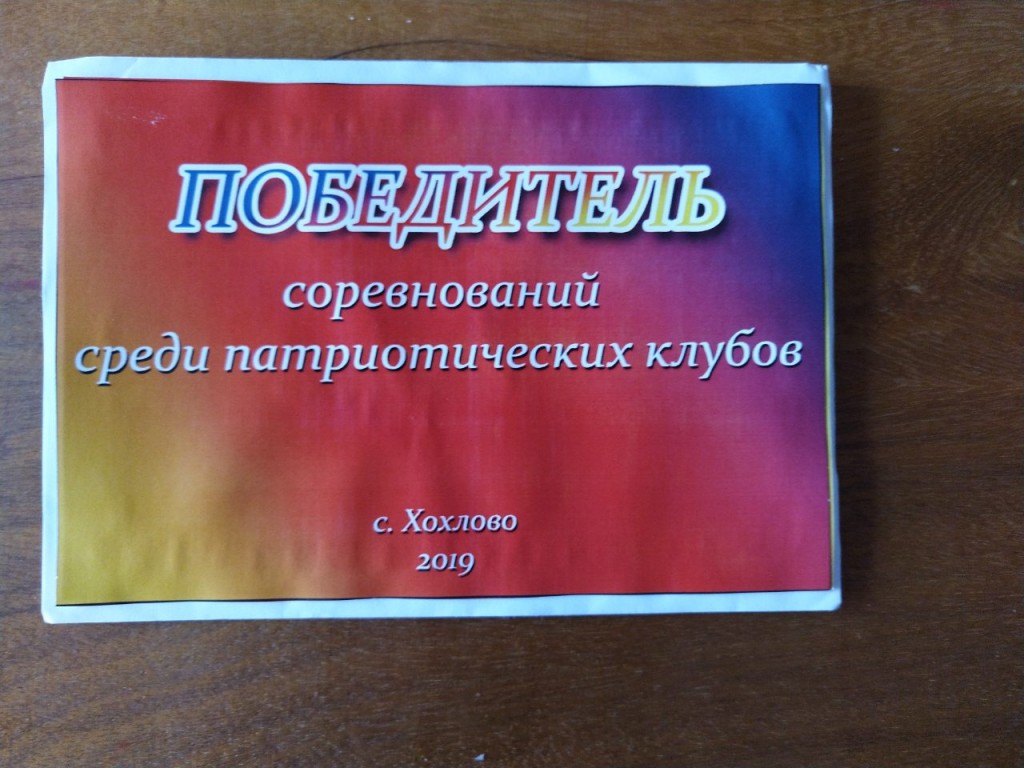 ПОБЕДИТЕЛЬ
соревнований
среди патриотических клубов
с. Хохлово
2019